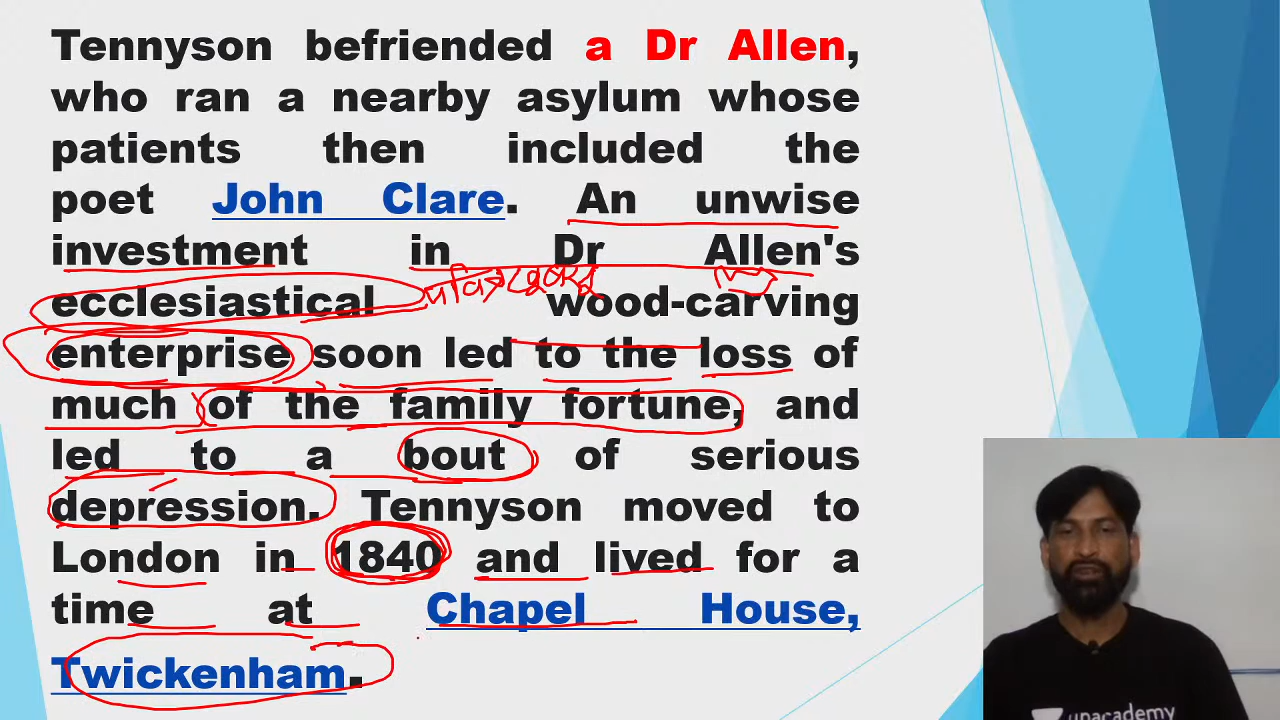 Tennyson befriended a Dr Allen,
who ran a nearby asylum whose
patients then included the
poet John Clare. An unwise
investment in Dr Allen's
ecclesiastical wood-carving
enterprise soon led to the loss of
much of the family fortune, and
led to a bout of serious
depression. Tennyson moved to
London in 1840 and lived for a
time at Chapel House,
Twickenham.
unacademy